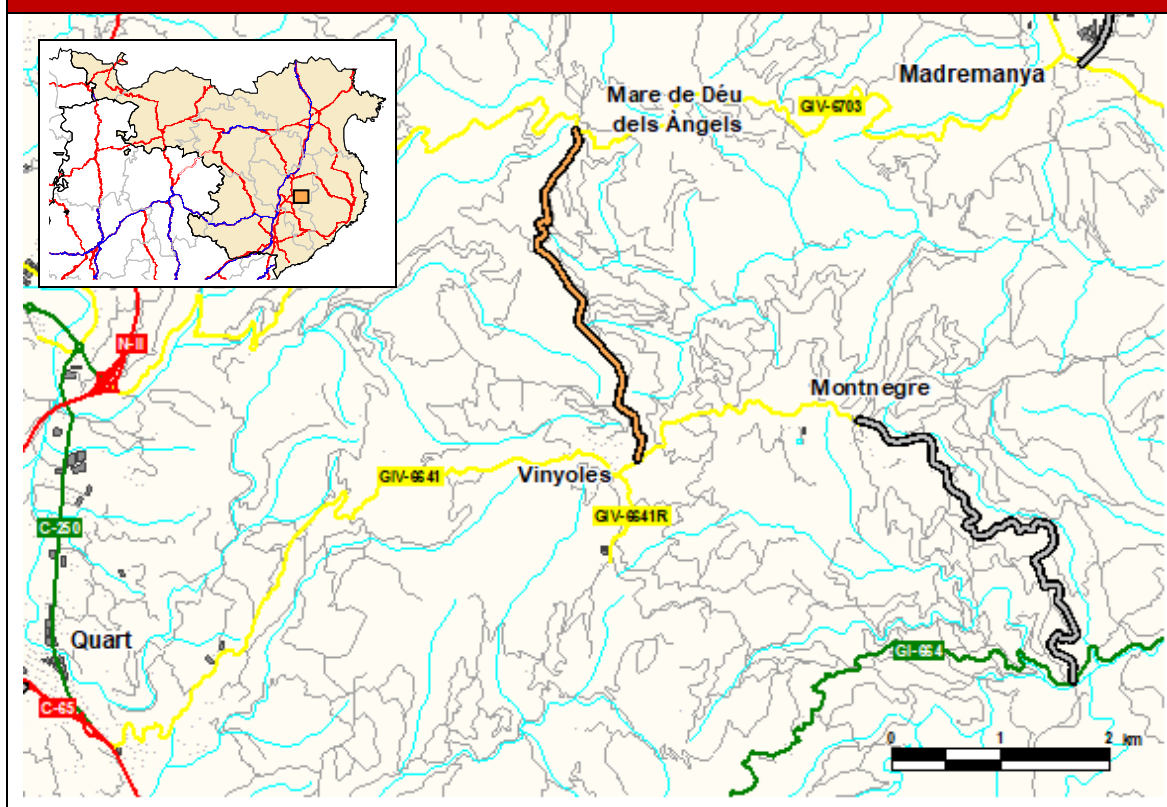 Madremanya
Mare de Déu
dels Àngels
GIV-6703
N-II
Montnegre
GIV-6641
Vinyoles
C-250
GIV-6641R
Quart
GI-664
C-65
0 1 2 km